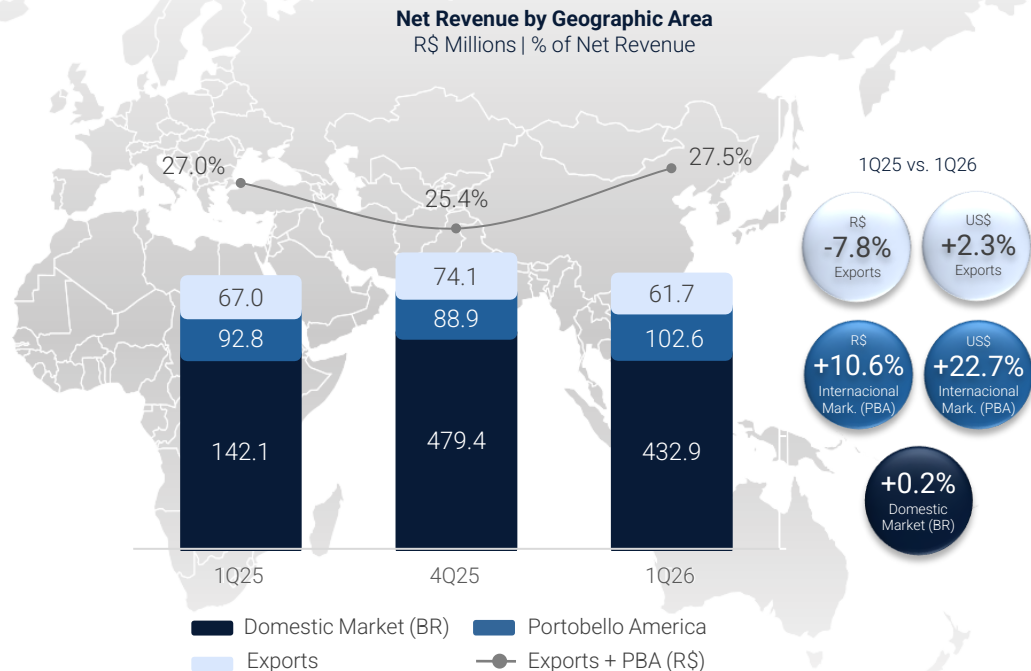 Net Revenue by Geographic Area
R$ Millions | % of Net Revenue
27.0%
25.4%
27.5%
67.0
92.8
142.1
74.1
88.9
479.4
61.7
102.6
432.9
1Q25
4Q25
1Q26
Domestic Market (BR)
Portobello America
Exports
Exports + PBA (R$)
1Q25 vs. 1Q26
R$
-7.8%
Exports
US$
+2.3%
Exports
R$
+10.6%
Internacional
Mark. (PBA)
US$
+22.7%
Internacional
Mark. (PBA)
+0.2%
Domestic
Market (BR)